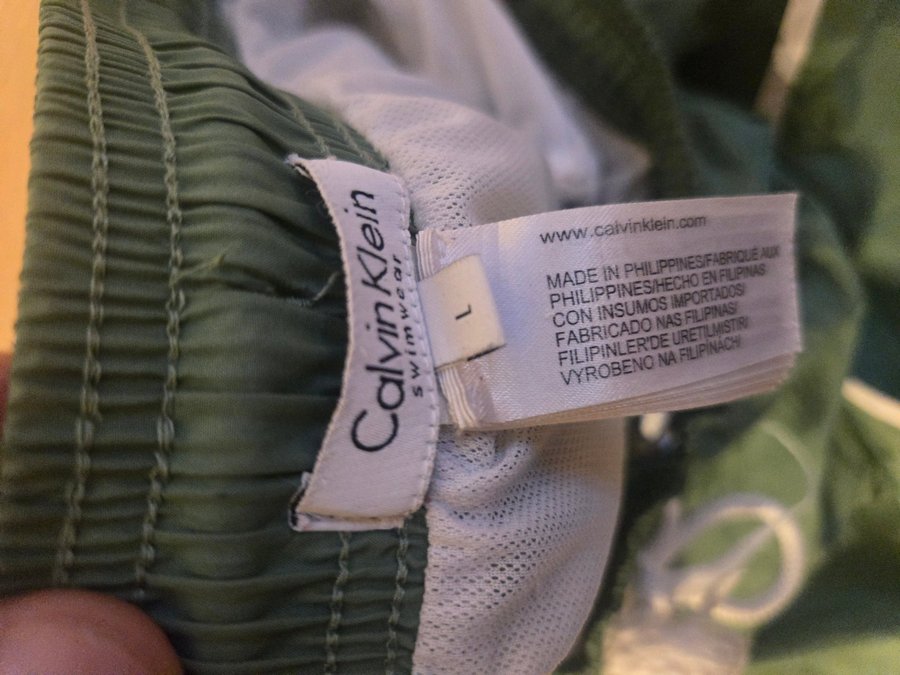 Calvin Klein
swimwear
L
www.calvinklein.com
MADE IN PHILIPPINES/FABRIQUE AUX
PHILIPPINES/HECHO EN FILIPINAS
CON INSUMOS IMPORTADOS/
FABRICADO NAS FILIPINAS/
FILIPINLER'DE URETILMISTIR/
VYROBENO NA FILIPÍNÁCH/